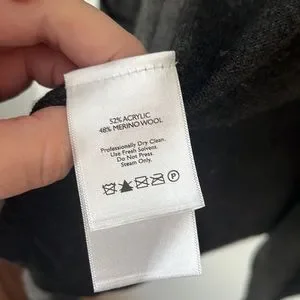 52% ACRYLIC
48% MERINO WOOL
Professionally Dry Clean.
Use Fresh Solvent.
Do Not Press.
Steam Only.
P